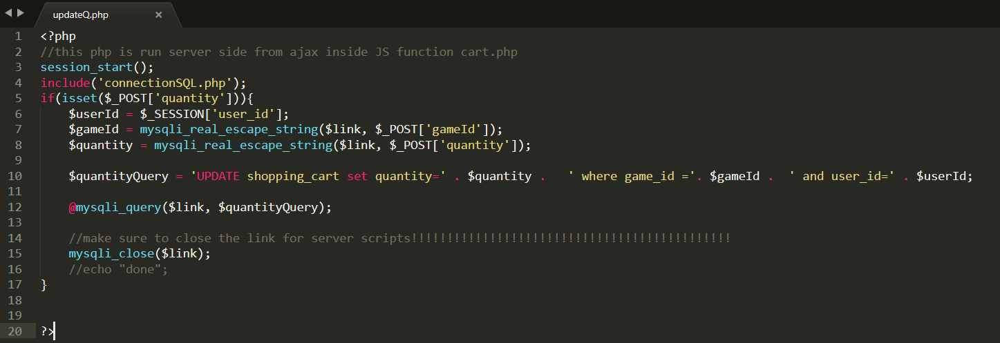 updateQ.php
1 <?php
2 //this php is run server side from ajax inside JS function cart.php
3 session_start();
4 include('connectionSQL.php');
5 if(isset($_POST['quantity'])){
6 $userId = $_SESSION['user_id'];
7 $gameId = mysqli_real_escape_string($link, $_POST['gameId']);
8 $quantity = mysqli_real_escape_string($link, $_POST['quantity']);
9
10 $quantityQuery = 'UPDATE shopping_cart set quantity=' . $quantity .   ' where game_id ='. $gameId .  ' and user_id=' . $userId;
11
12 @mysqli_query($link, $quantityQuery);
13
14 //make sure to close the link for server scripts!!!!!!!!!!!!!!!!!!!!!!!!!!!!!!!!!!!!!!!!!!!!!
15 mysqli_close($link);
16 //echo "done";
17 }
18
19
20 ?>